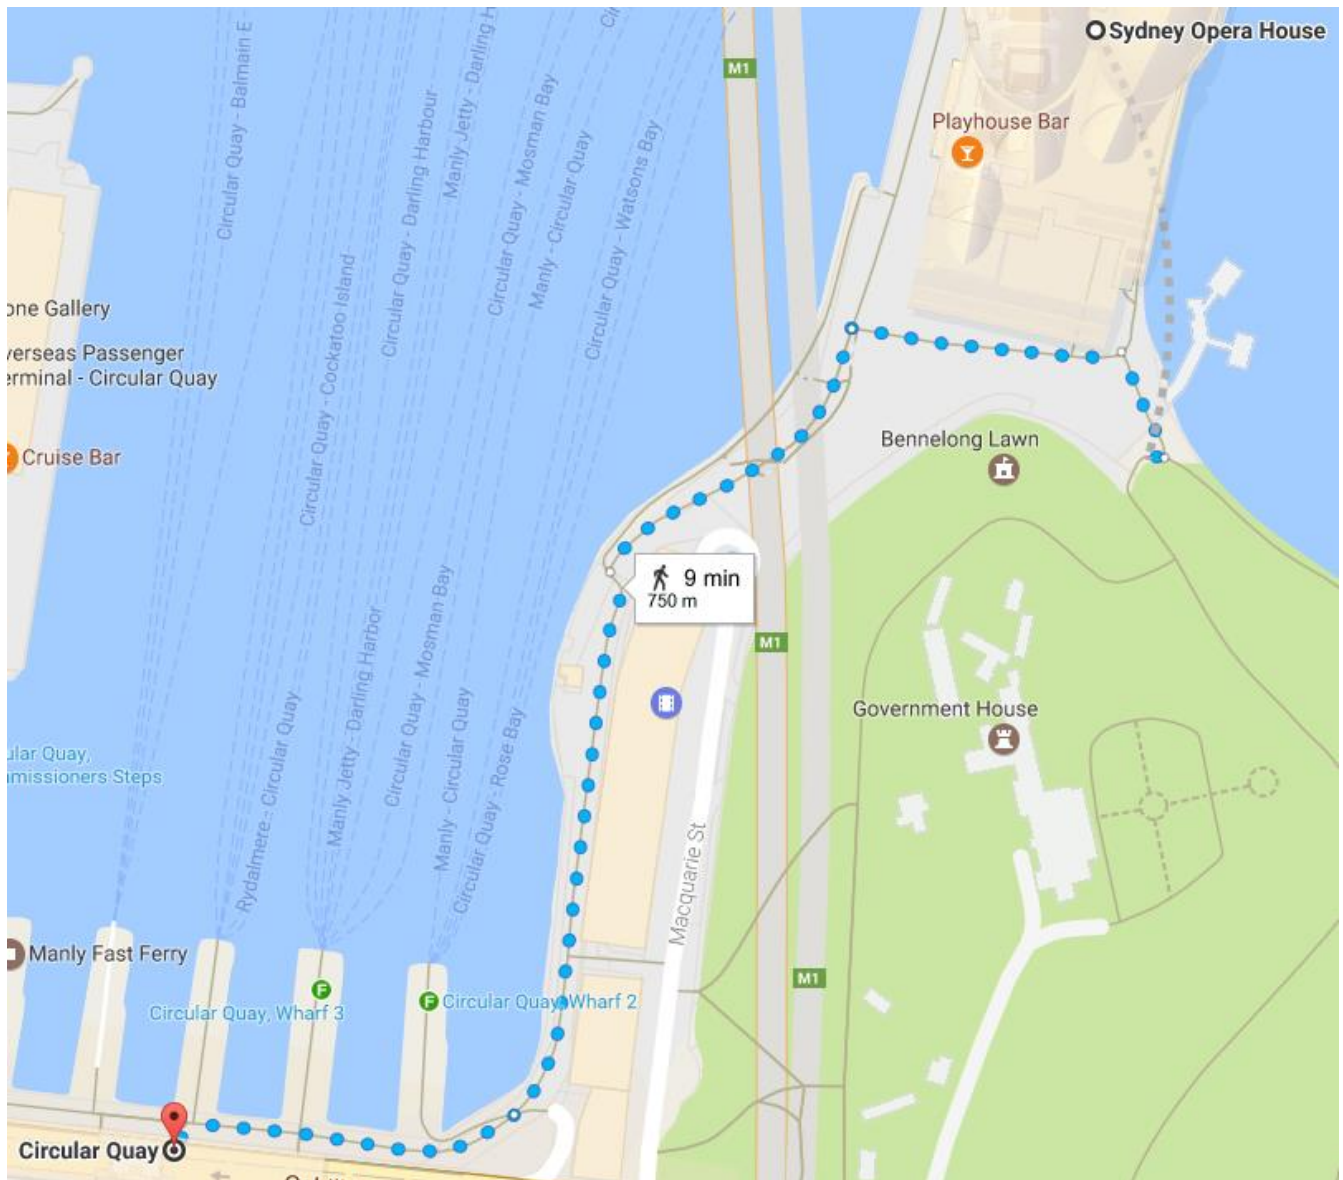 Sydney Opera House
M1
Playhouse Bar
Circular Quay - Balmain E
Circular Quay - Cockatoo Island
Circular Quay - Darling Harbour
Manly Jetty - Darling H
Circular Quay - Mosman Bay
Manly - Circular Quay
Circular Quay - Watsons Bay
Cir
one Gallery
verseas Passenger
erminal - Circular Quay
Cruise Bar
Bennelong Lawn
9 min
750 m
M1
Government House
ular Quay,
mmissioners Steps
Rydalmere - Circular Quay
Manly Jetty - Darling Harbor
Circular Quay - Mosman Bay
Manly - Circular Quay
Circular Quay - Rose Bay
Macquarie St
Manly Fast Ferry
F
Circular Quay, Wharf 3
F
Circular Quay, Wharf 2
M1
Circular Quay